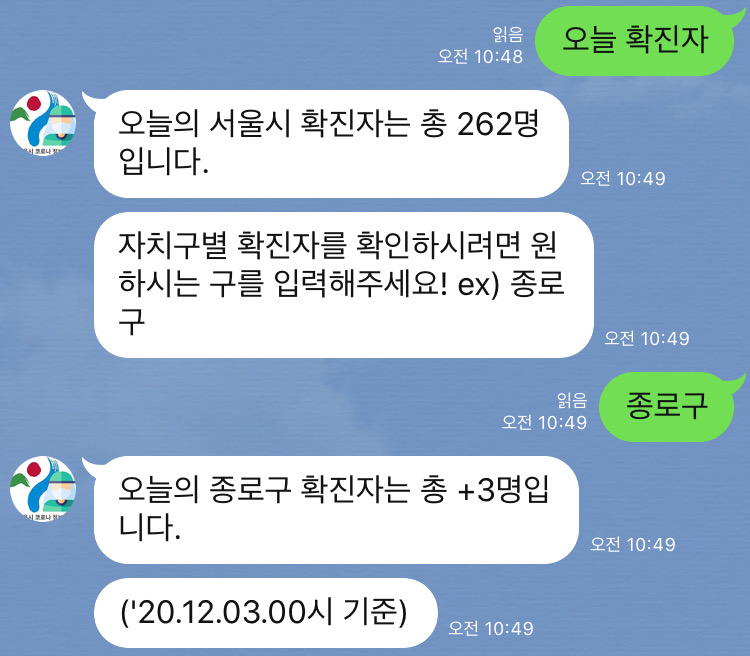 오늘 확진자
읽음
오전 10:48
오늘의 서울시 확진자는 총 262명
입니다.
오전 10:49
자치구별 확진자를 확인하시려면 원
하시는 구를 입력해주세요! ex) 종로
구
오전 10:49
종로구
읽음
오전 10:49
오늘의 종로구 확진자는 총 +3명입
니다.
오전 10:49
('20.12.03.00시 기준)
오전 10:49